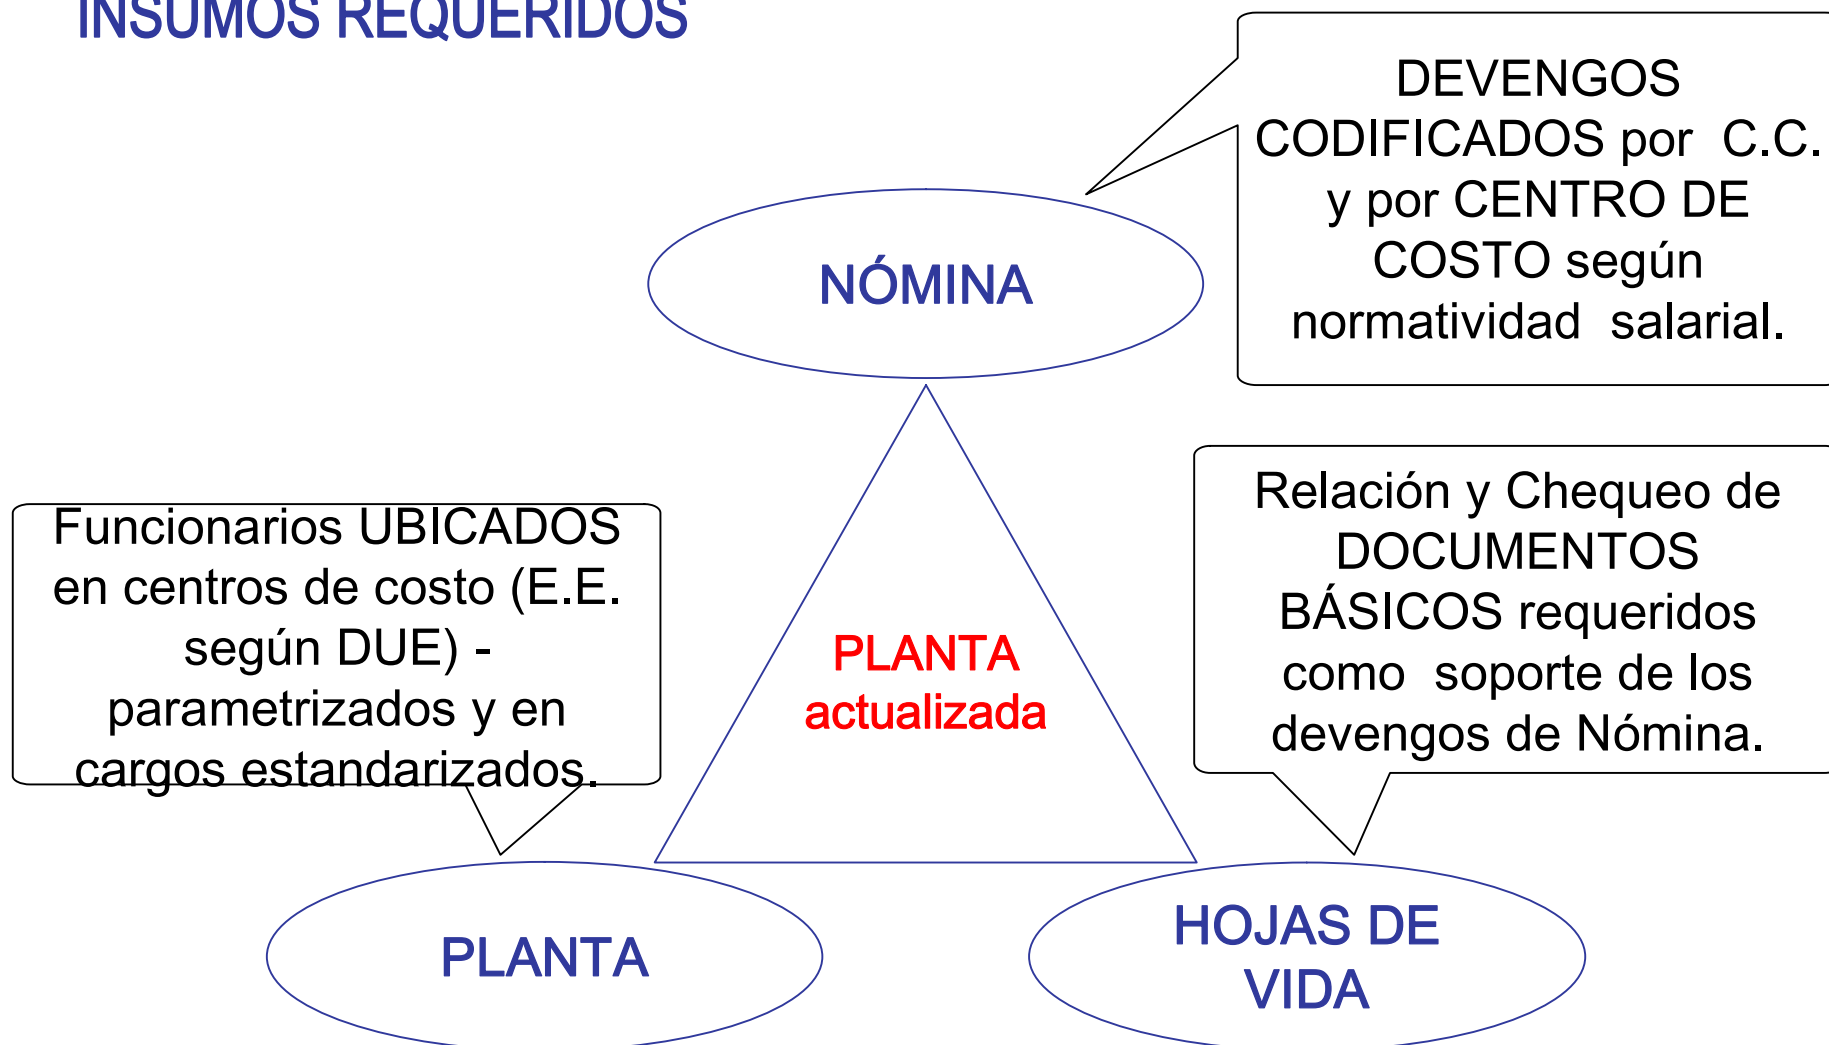 INSUMOS REQUERIDOS
DEVENGOS
CODIFICADOS por C.C.
y por CENTRO DE
COSTO según
normatividad salarial.
NÓMINA
Funcionarios UBICADOS
en centros de costo (E.E.
según DUE) -
parametrizados y en
cargos estandarizados.
PLANTA
actualizada
Relación y Chequeo de
DOCUMENTOS
BÁSICOS requeridos
como soporte de los
devengos de Nómina.
PLANTA
HOJAS DE
VIDA